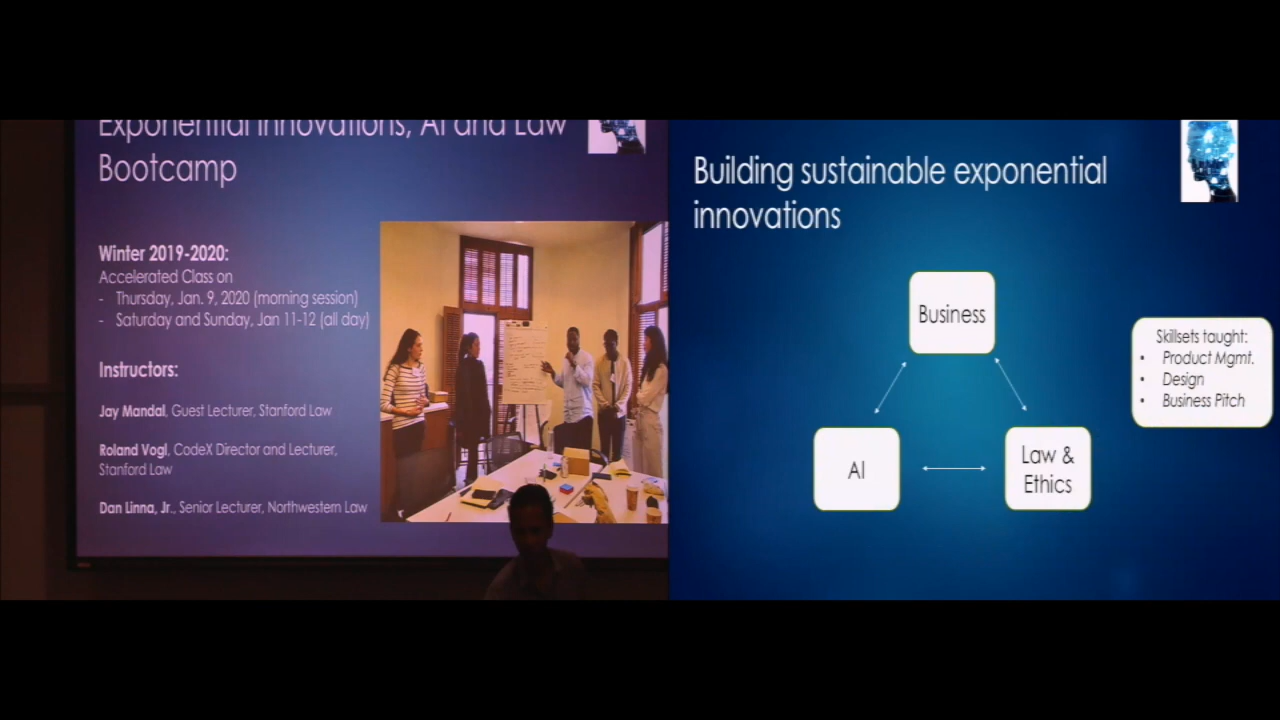 Exponential Innovations, AI and Law
Bootcamp
Winter 2019-2020:
Accelerated Class on
- Thursday, Jan. 9, 2020 (morning session)
- Saturday and Sunday, Jan 11-12 (all day)
Instructors:
Jay Mandal, Guest Lecturer, Stanford Law
Roland Vogl, CodeX Director and Lecturer,
Stanford Law
Dan Linna, Jr., Senior Lecturer, Northwestern Law
Building sustainable exponential
innovations
Business
AI
Law &
Ethics
Skillsets taught:
• Product Mgmt.
• Design
• Business Pitch